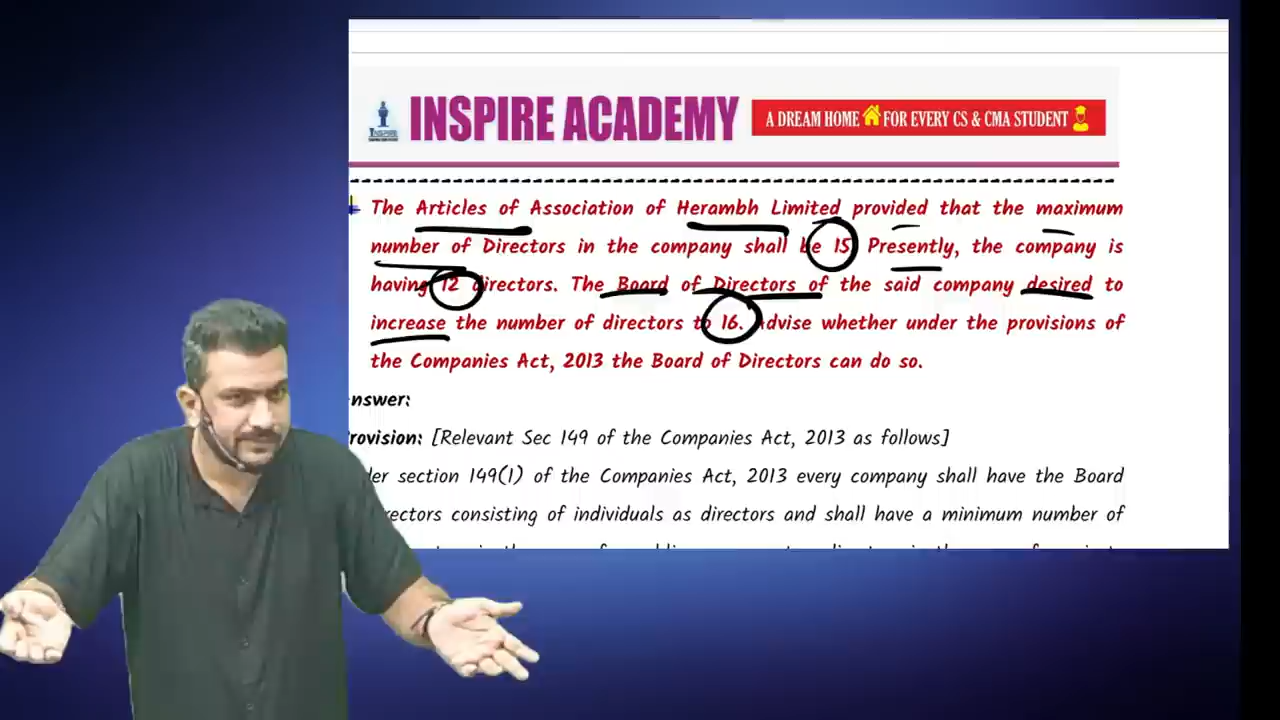 INSPIRE ACADEMY
A DREAM HOME FOR EVERY CS & CMA STUDENT
The Articles of Association of Herambh Limited provided that the maximum
number of Directors in the company shall be 15 Presently, the company is
having 12 directors. The Board of Directors of the said company desired to
increase the number of directors to 16. Advise whether under the provisions of
the Companies Act, 2013 the Board of Directors can do so.
nswer:
rovision: [Relevant Sec 149 of the Companies Act, 2013 as follows]
der section 149(1) of the Companies Act, 2013 every company shall have the Board
rectors consisting of individuals as directors and shall have a minimum number of